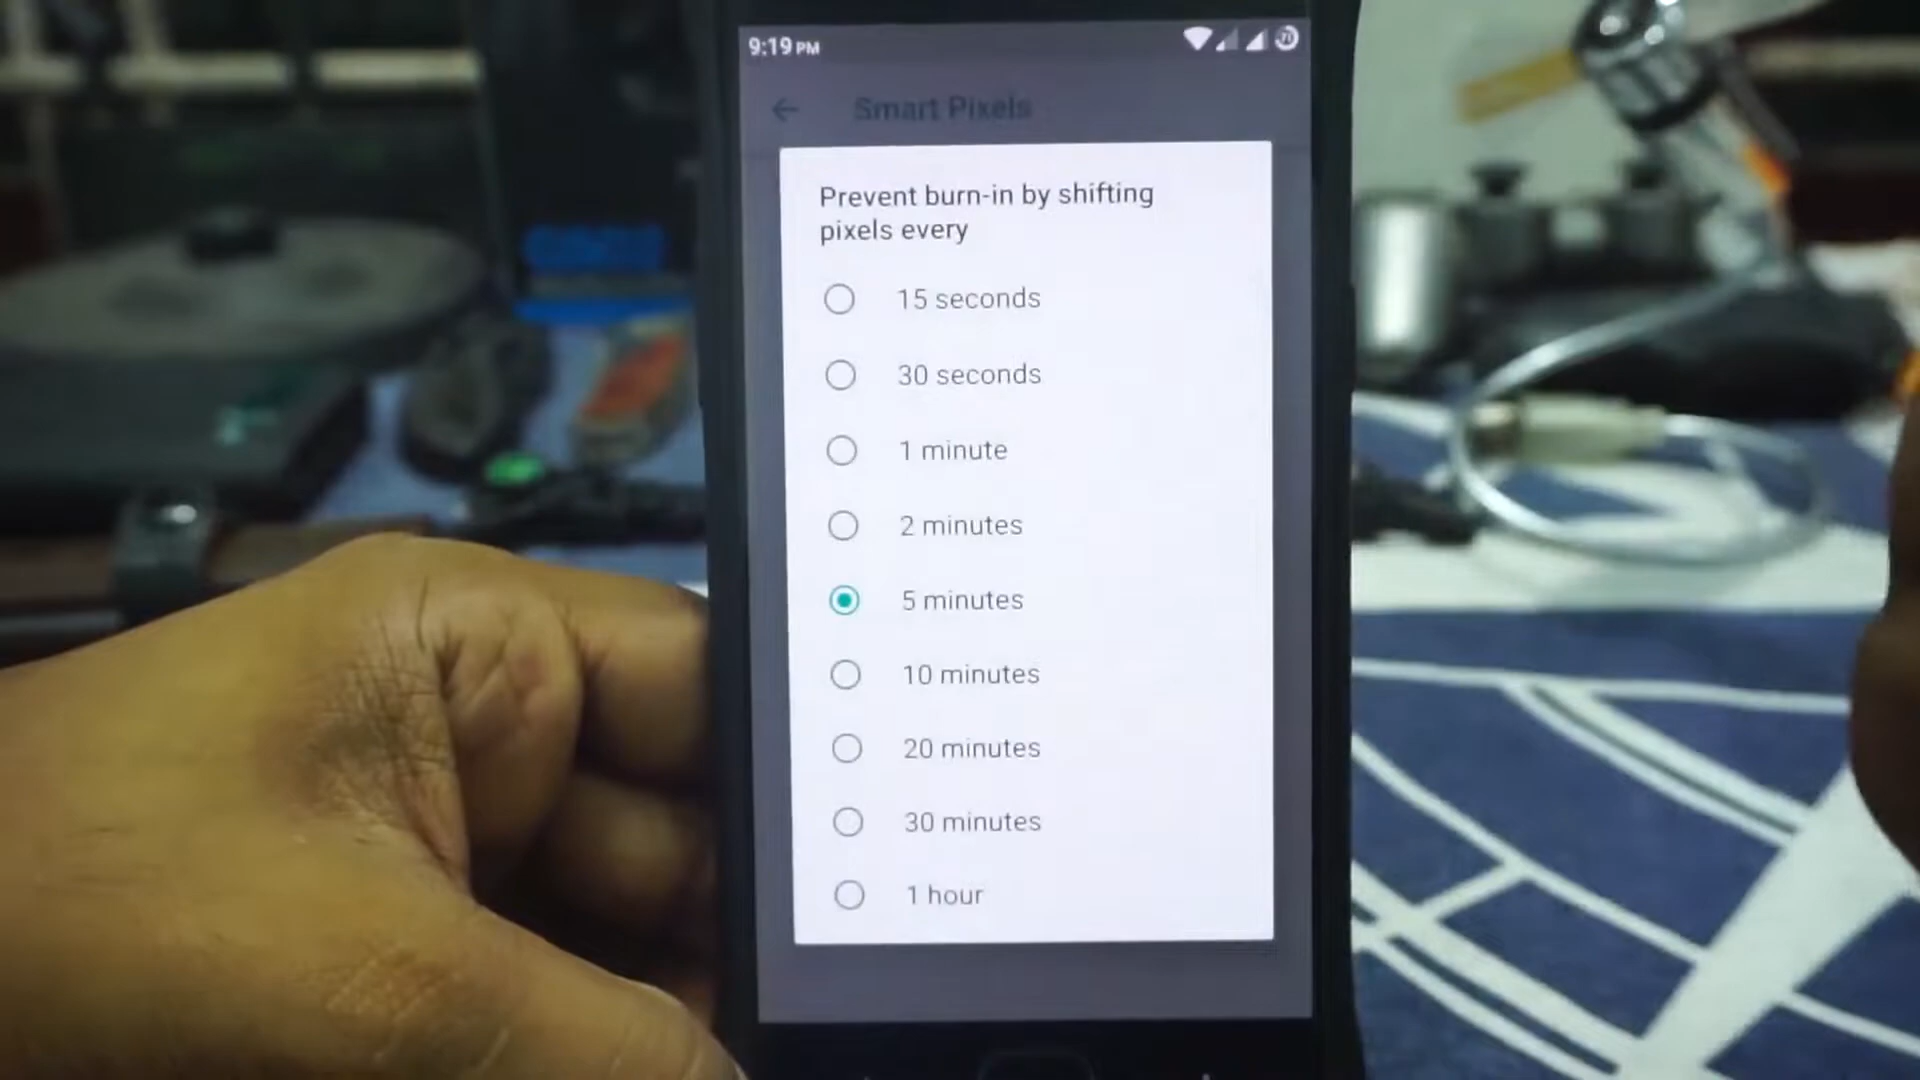 9:19 PM
Smart Pixels
Prevent burn-in by shifting
pixels every
15 seconds
30 seconds
1 minute
2 minutes
5 minutes
10 minutes
20 minutes
30 minutes
1 hour